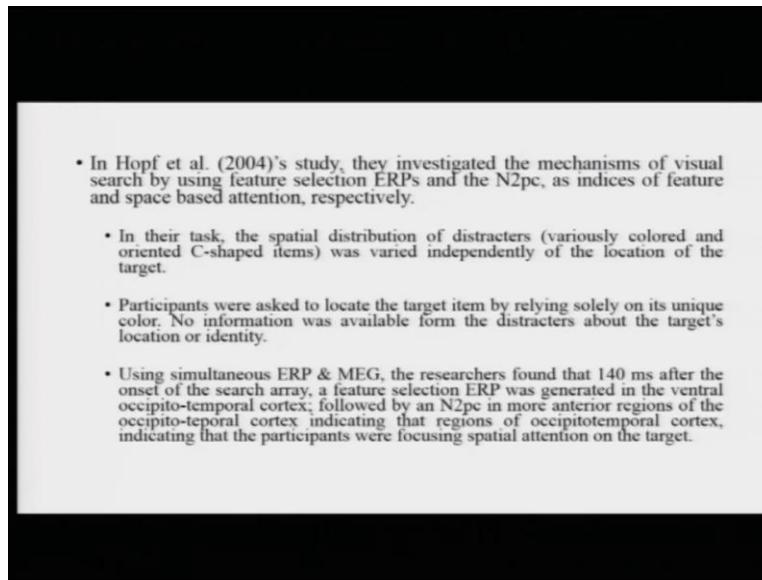 • In Hopf et al. (2004)'s study, they investigated the mechanisms of visual
search by using feature selection ERPs and the N2pc, as indices of feature
and space based attention, respectively.
• In their task, the spatial distribution of distracters (variously colored and
oriented C-shaped items) was varied independently of the location of the
target.
• Participants were asked to locate the target item by relying solely on its unique
color. No information was available form the distracters about the target's
location or identity.
• Using simultaneous ERP & MEG, the researchers found that 140 ms after the
onset of the search array, a feature selection ERP was generated in the ventral
occipito-temporal cortex; followed by an N2pc in more anterior regions of the
occipito-teporal cortex indicating that regions of occipitotemporal cortex,
indicating that the participants were focusing spatial attention on the target.